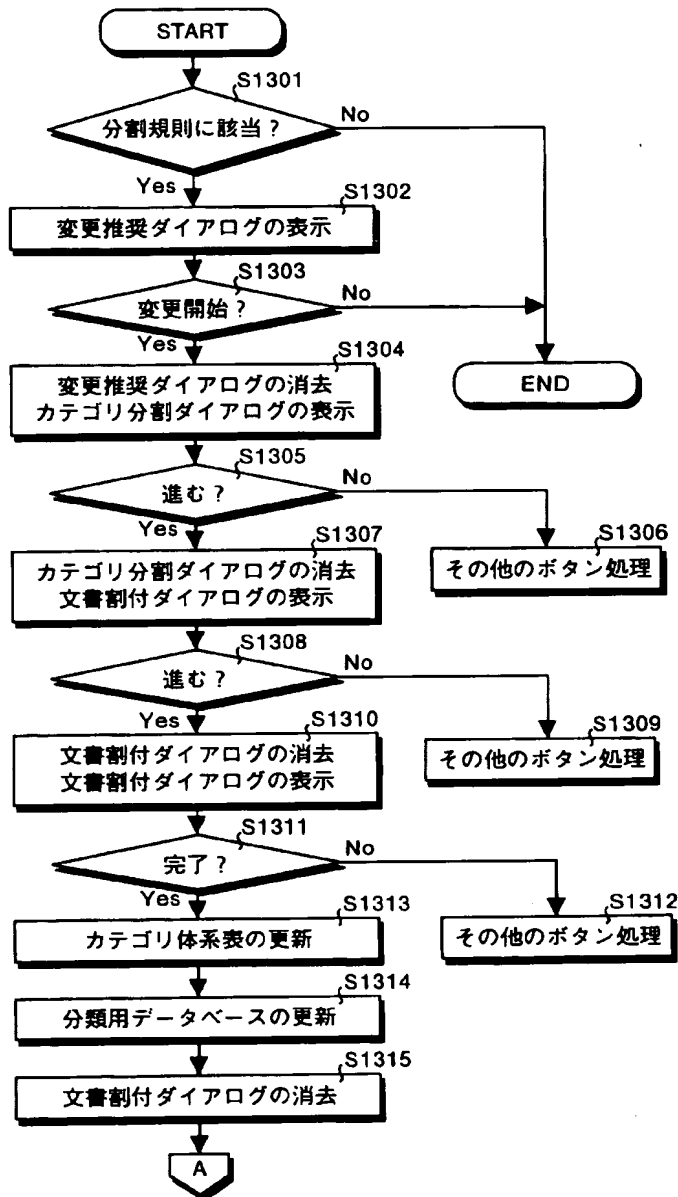 START
S1301
分割規則に該当?
No
Yes
S1302
変更推奨ダイアログの表示
S1303
変更開始?
No
Yes
S1304
変更推奨ダイアログの消去
カテゴリ分割ダイアログの表示
END
S1305
進む?
No
Yes
S1307
カテゴリ分割ダイアログの消去
文書割付ダイアログの表示
S1306
その他のボタン処理
S1308
進む?
No
Yes
S1310
文書割付ダイアログの消去
文書割付ダイアログの表示
S1309
その他のボタン処理
S1311
完了?
No
Yes
S1313
カテゴリ体系表の更新
S1312
その他のボタン処理
S1314
分類用データベースの更新
S1315
文書割付ダイアログの消去
A